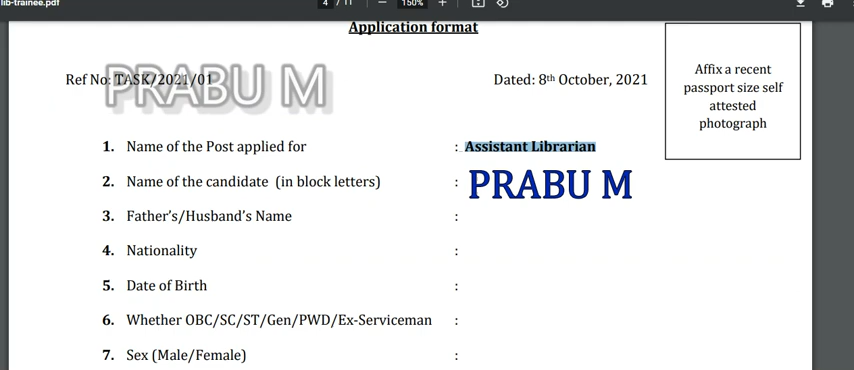 lib-trainee.pdf 4 / 11 150%
Application format
Ref No: TASK/2021/01
PRABU M
Dated: 8th October, 2021
Affix a recent
passport size self
attested
photograph
1. Name of the Post applied for : Assistant Librarian
2. Name of the candidate (in block letters) : PRABU M
3. Father's/Husband's Name :
4. Nationality :
5. Date of Birth :
6. Whether OBC/SC/ST/Gen/PWD/Ex-Serviceman :
7. Sex (Male/Female) :